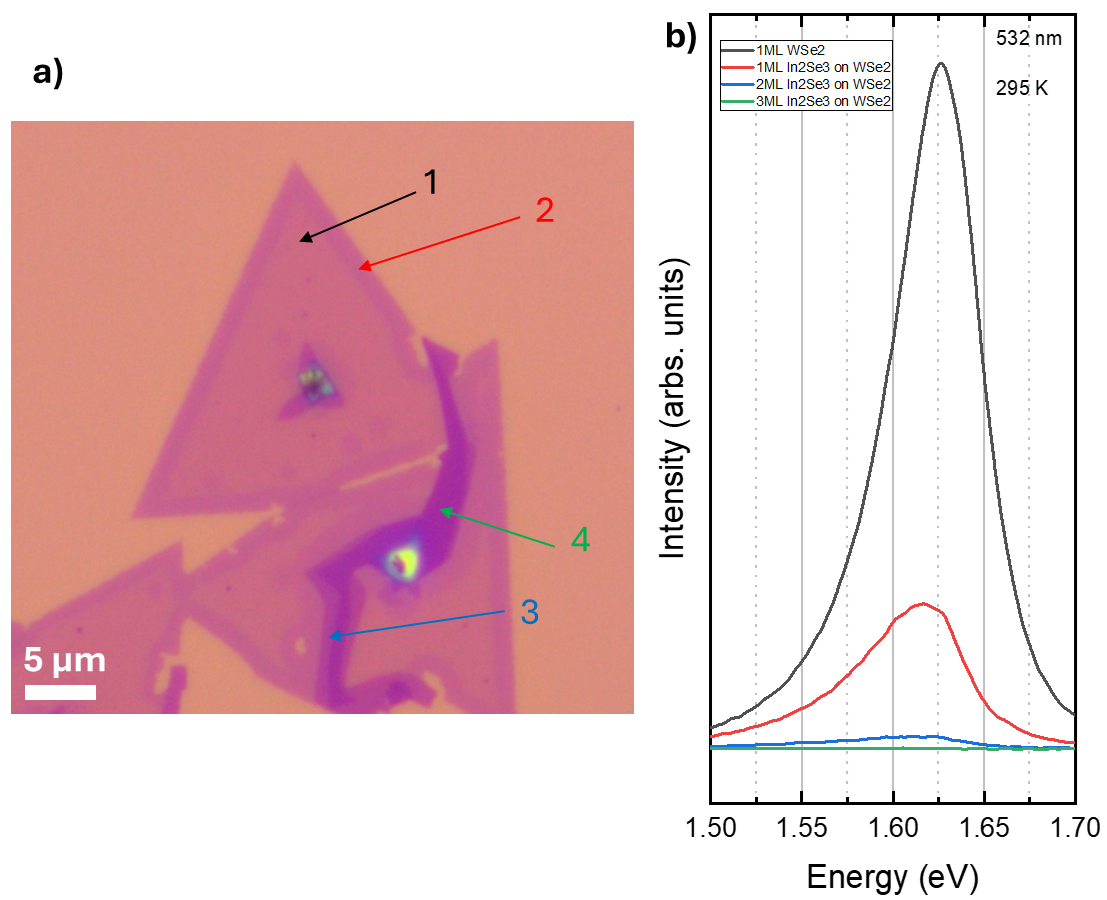 a)
1
2
4
3
5 µm
b)
1ML WSe2
1ML In2Se3 on WSe2
2ML In2Se3 on WSe2
3ML In2Se3 on WSe2
532 nm
295 K
Intensity (arbs. units)
1.50 1.55 1.60 1.65 1.70
Energy (eV)